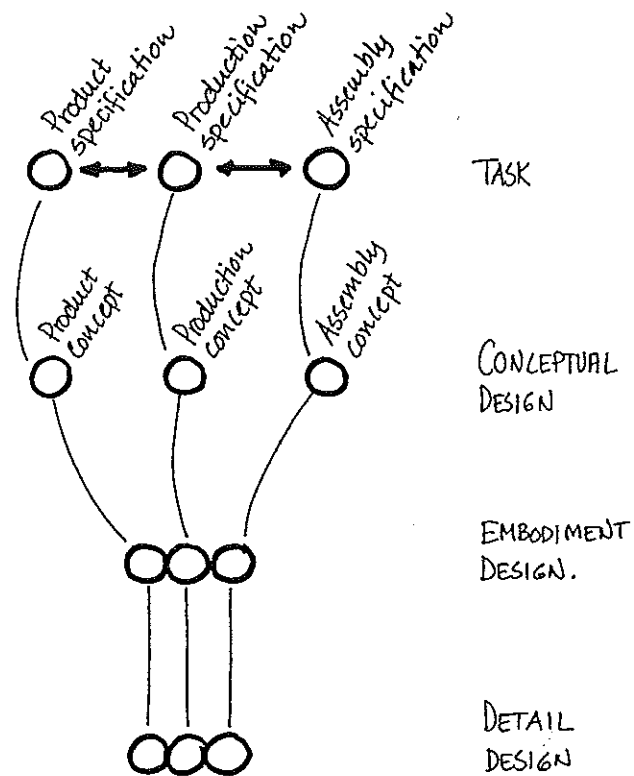 Product
specification
Production
specification
Assembly
specification
TASK
Product
concept
Production
concept
Assembly
concept
CONCEPTUAL
DESIGN
EMBODIMENT
DESIGN.
DETAIL
DESIGN